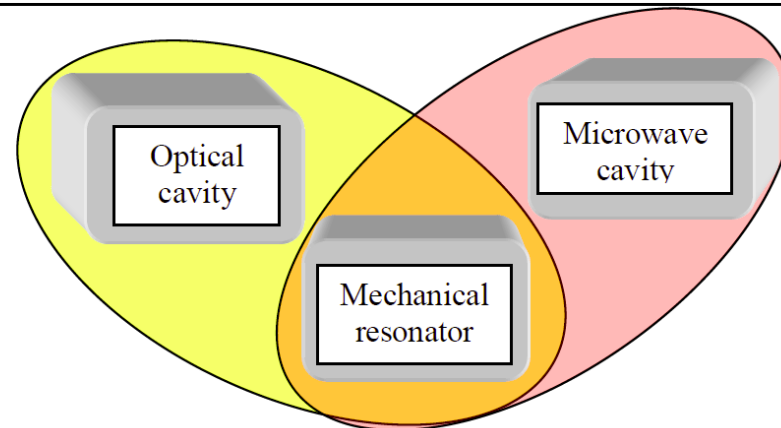 Optical
cavity
Microwave
cavity
Mechanical
resonator